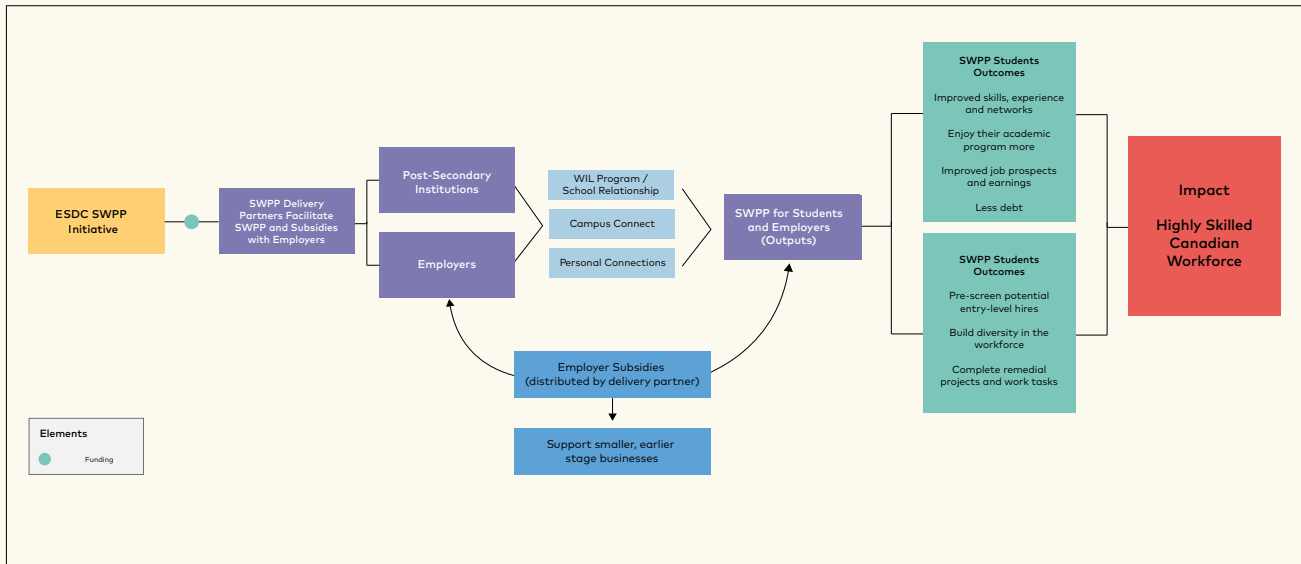 ESDC SWPP
Initiative
SWPP Delivery
Partners Facilitate
SWPP and Subsidies
with Employers
Post-Secondary
Institutions
Employers
WIL Program /
School Relationship
Campus Connect
Personal Connections
SWPP for Students
and Employers
(Outputs)
SWPP Students
Outcomes
Improved skills, experience
and networks
Enjoy their academic
program more
Improved job prospects
and earnings
Less debt
SWPP Students
Outcomes
Pre-screen potential
entry-level hires
Build diversity in the
workforce
Complete remedial
projects and work tasks
Impact
Highly Skilled
Canadian
Workforce
Employer Subsidies
(distributed by delivery partner)
Support smaller, earlier
stage businesses
Elements
Funding